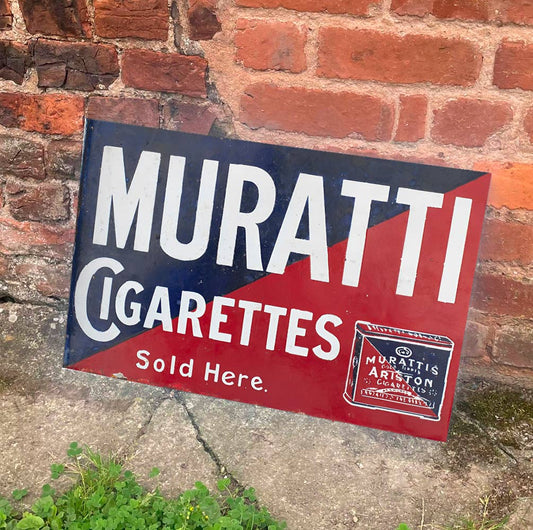 MURATTI
CIGARETTES
Sold Here.
MURATTIS
ARISTON
CIGARETTES